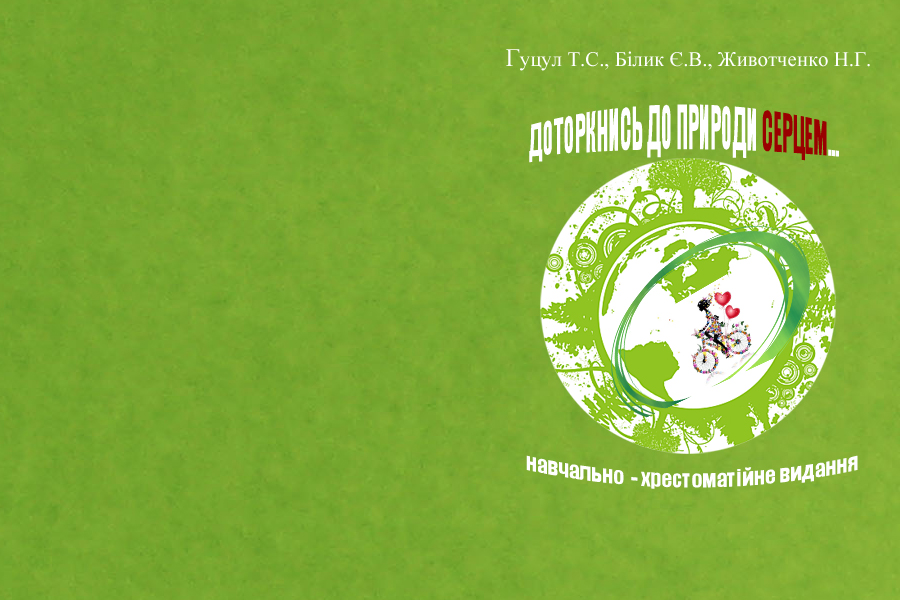 Гуцул Т.С., Білик Є.В., Животченко Н.Г.
ДОТОРКНИСЬ ДО ПРИРОДИ СЕРЦЕМ...
навчально - хрестоматійне видання